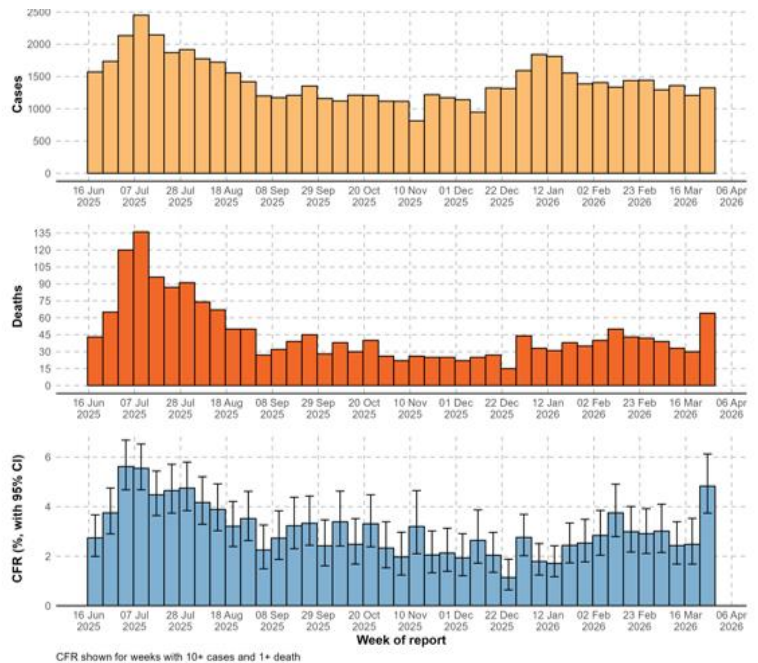 2500
2000
1500
1000
500
0
Cases
16 Jun 07 Jul 28 Jul 18 Aug 08 Sep 29 Sep 20 Oct 10 Nov 01 Dec 22 Dec 12 Jan 02 Feb 23 Feb 16 Mar 06 Apr
2025 2025 2025 2025 2025 2025 2025 2025 2025 2025 2026 2026 2026 2026 2026
135
120
105
90
75
60
45
30
15
0
Deaths
16 Jun 07 Jul 28 Jul 18 Aug 08 Sep 29 Sep 20 Oct 10 Nov 01 Dec 22 Dec 12 Jan 02 Feb 23 Feb 16 Mar 06 Apr
2025 2025 2025 2025 2025 2025 2025 2025 2025 2025 2026 2026 2026 2026 2026
6
4
2
0
CFR (%, with 95% CI)
16 Jun 07 Jul 28 Jul 18 Aug 08 Sep 29 Sep 20 Oct 10 Nov 01 Dec 22 Dec 12 Jan 02 Feb 23 Feb 16 Mar 06 Apr
2025 2025 2025 2025 2025 2025 2025 2025 2025 2025 2026 2026 2026 2026 2026
Week of report
CFR shown for weeks with 10+ cases and 1+ death